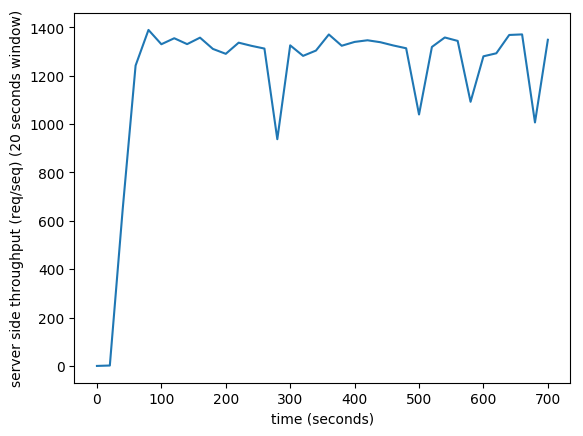 server side throughput (req/seq) (20 seconds window)
1400
1200
1000
800
600
400
200
0
0 100 200 300 400 500 600 700
time (seconds)